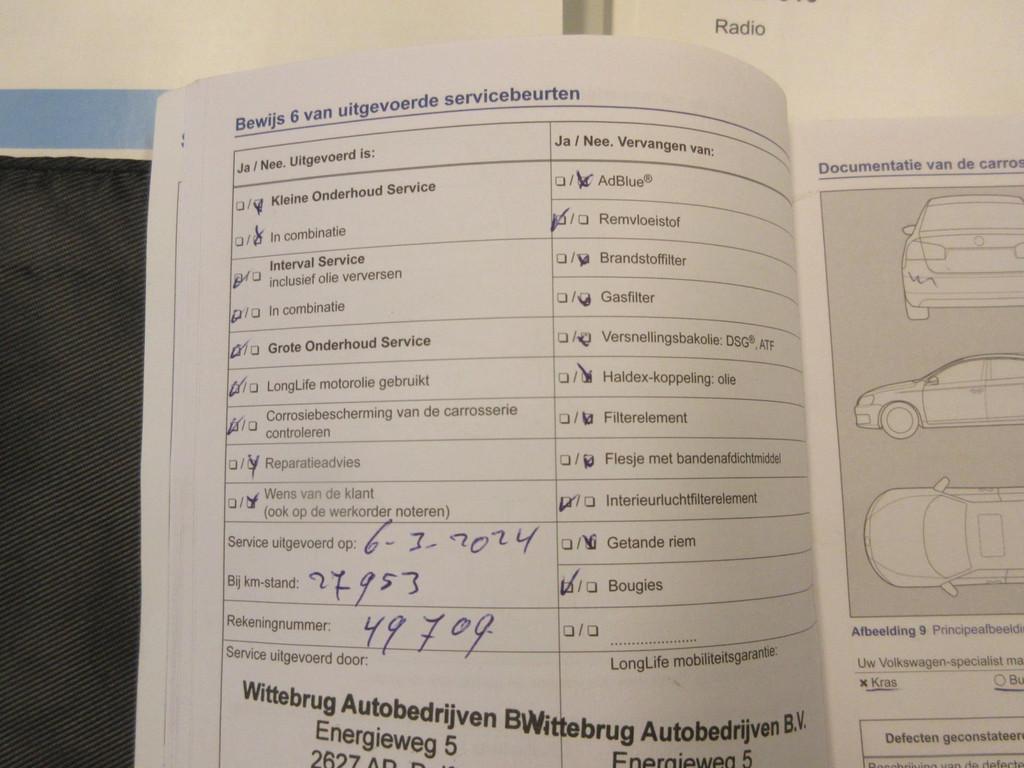 Radio
Bewijs 6 van uitgevoerde servicebeurten
Ja / Nee. Uitgevoerd is:
☐/☑ Kleine Onderhoud Service
☐/☑ In combinatie
☑/☐ Interval Service
inclusief olie verversen
☑/☐ In combinatie
☑/☐ Grote Onderhoud Service
☑/☐ LongLife motorolie gebruikt
☑/☐ Corrosiebescherming van de carrosserie
controleren
☐/☑ Reparatieadvies
☐/☑ Wens van de klant
(ook op de werkorder noteren)
Service uitgevoerd op: 6-3-2024
Bij km-stand: 27953
Rekeningnummer: 49709
Service uitgevoerd door:
Wittebrug Autobedrijven B
Energieweg 5
2627 AP
Ja / Nee. Vervangen van:
☐/☑ AdBlue®
☑/☐ Remvloeistof
☐/☑ Brandstoffilter
☐/☑ Gasfilter
☐/☑ Versnellingsbakolie: DSG®, ATF
☐/☑ Haldex-koppeling: olie
☐/☑ Filterelement
☐/☑ Flesje met bandenafdichtmiddel
☑/☐ Interieurluchtfilterelement
☐/☑ Getande riem
☑/☐ Bougies
☐/☐ .....................
LongLife mobiliteitsgarantie:
Wittebrug Autobedrijven B.V.
Energieweg 5
Documentatie van de carros
Afbeelding 9 Principeafbeeldi
Uw Volkswagen-specialist ma
× Kras ○ Bu
Defecten geconstateer